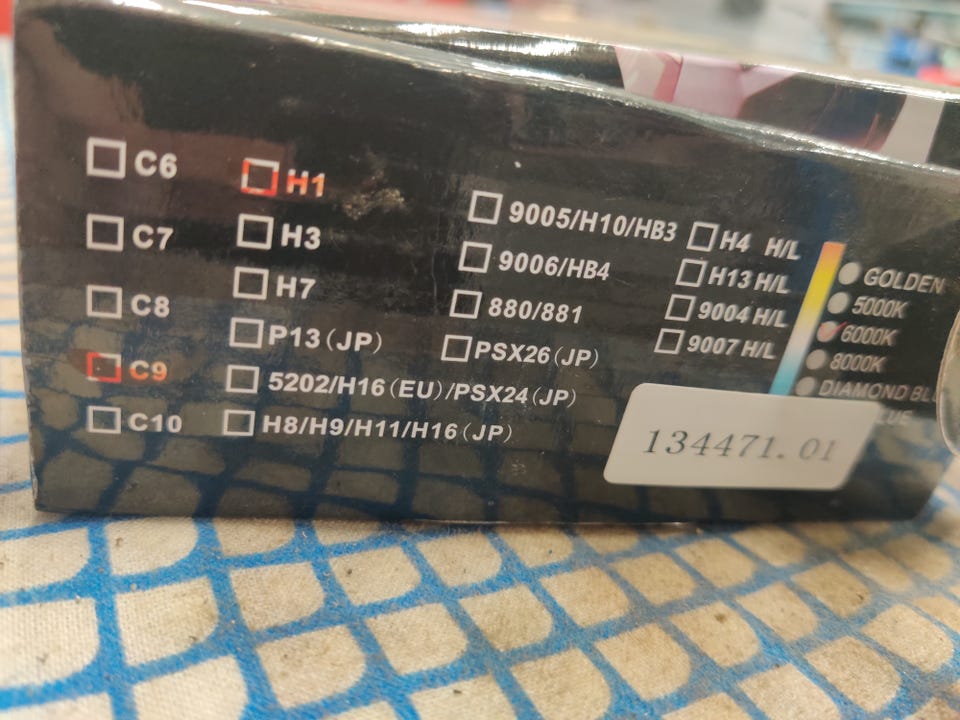 C6
C7
C8
C9
C10
H1
H3
H7
P13 (JP)
5202/H16 (EU) /PSX24 (JP)
H8/H9/H11/H16 (JP)
9005/H10/HB3
9006/HB4
880/881
PSX26 (JP)
H4 H/L
H13 H/L
9004 H/L
9007 H/L
GOLDEN
5000K
6000K
8000K
DIAMOND
134471.01